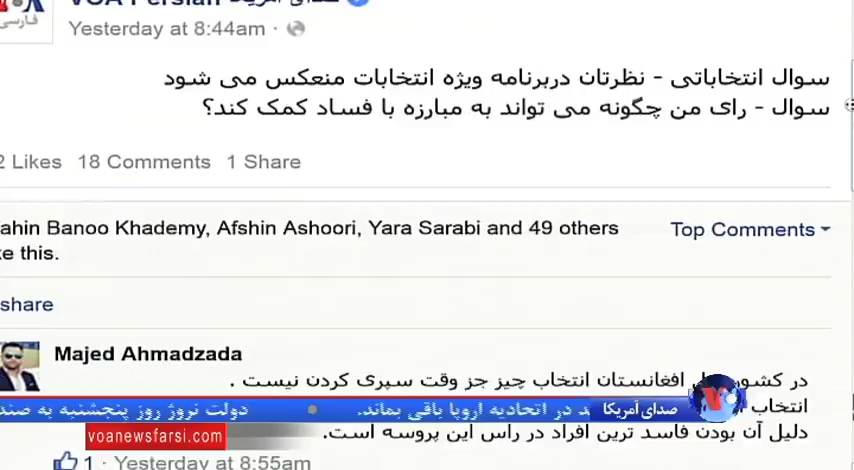 VOA Persian صدای آمریکا
فارسی
Yesterday at 8:44am ·
سوال انتخاباتی - نظرتان دربرنامه ویژه انتخابات منعکس می شود
سوال - رای من چگونه می تواند به مبارزه با فساد کمک کند؟
2 Likes 18 Comments 1 Share
ahin Banoo Khademy, Afshin Ashoori, Yara Sarabi and 49 others
Top Comments
e this.
share
Majed Ahmadzada
در کشور افغانستان انتخاب چیز جز وقت سپری کردن نیست .
انتخاب
صدای آمریکا
د در اتحادیه اروپا باقی بماند. • دولت نروژ روز پنجشنبه به صند
دلیل آن بودن فاسد ترین افراد در راس این پروسه است.
voanewsfarsi.com
1 · Yesterday at 8:55am